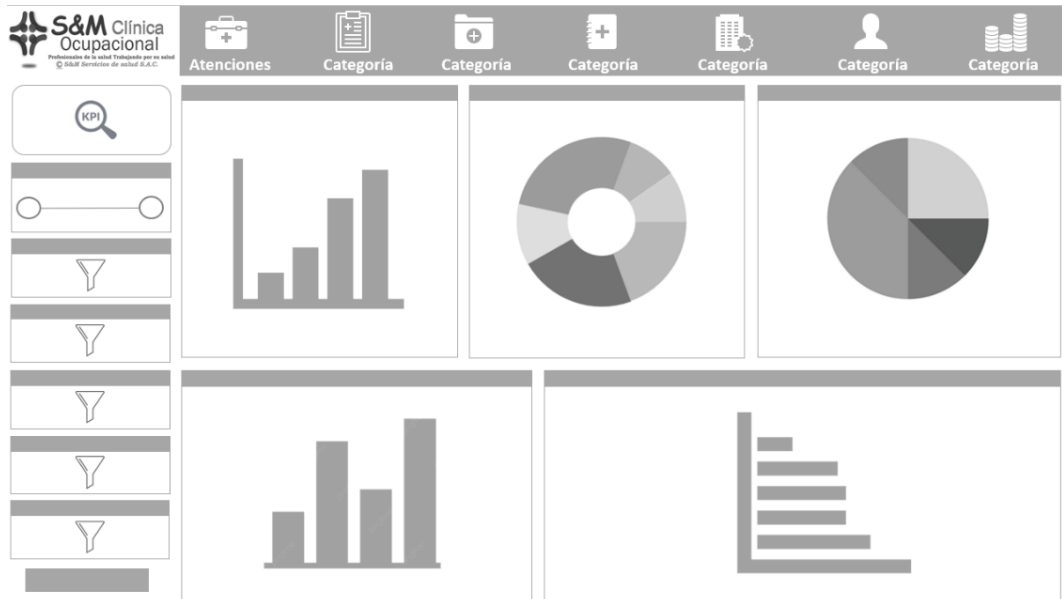 S&M Clínica
Ocupacional
Profesionales de la salud Trabajando por su salud
© S&M Servicios de salud S.A.C.
Atenciones
Categoría
Categoría
Categoría
Categoría
Categoría
Categoría
KPI